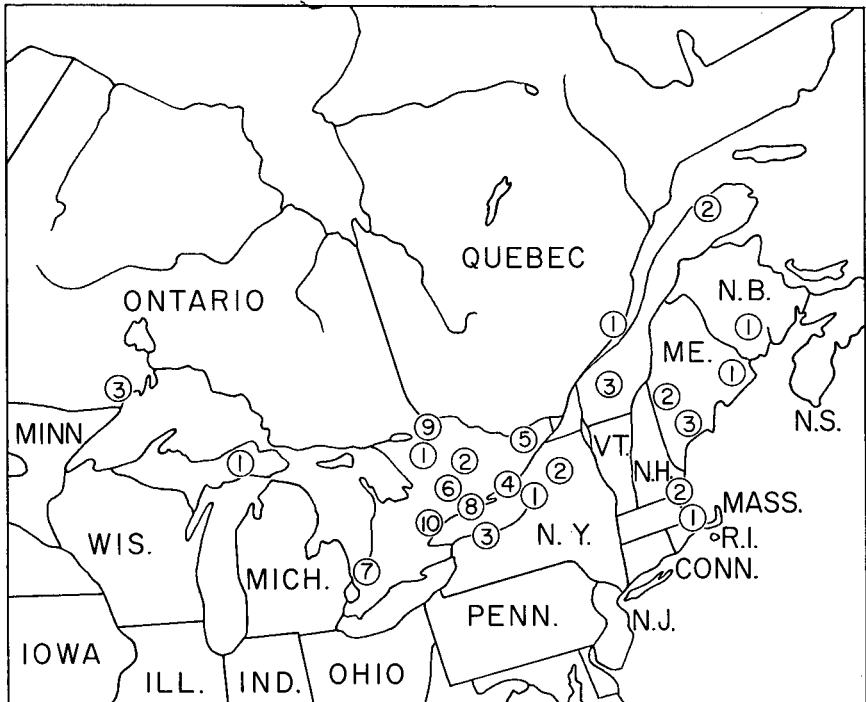 2
QUEBEC
N.B.
ONTARIO
1
1
ME.
1
3
3
2
N.S.
MINN
9
3
5
VT.
N.H.
1
1
2
2
6
4
1
2
MASS.
8
10
3
N.Y.
1
R.I.
WIS.
MICH.
7
CONN.
PENN.
N.J.
IOWA
ILL.
IND.
OHIO